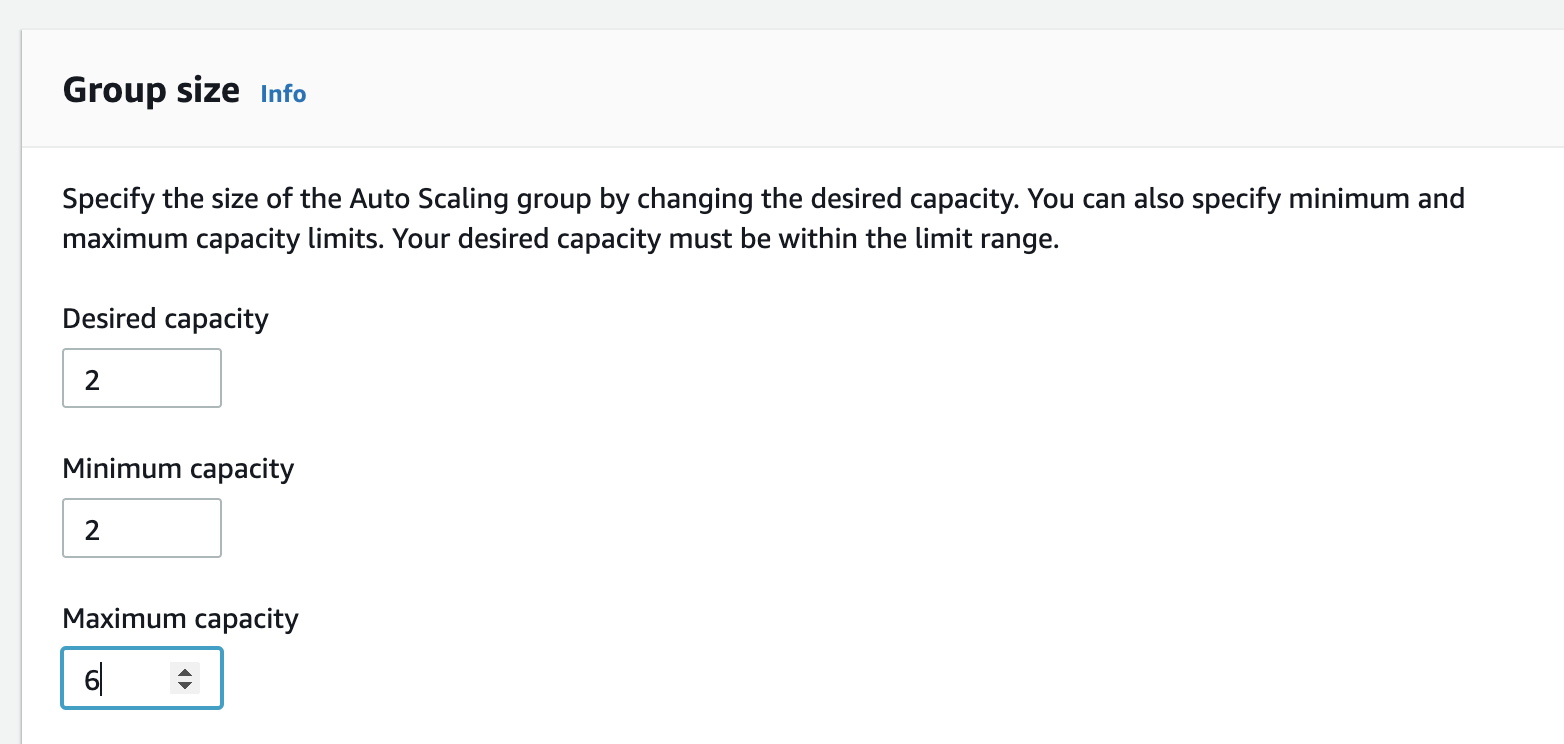 Group size Info
Specify the size of the Auto Scaling group by changing the desired capacity. You can also specify minimum and
maximum capacity limits. Your desired capacity must be within the limit range.
Desired capacity
2
Minimum capacity
2
Maximum capacity
6